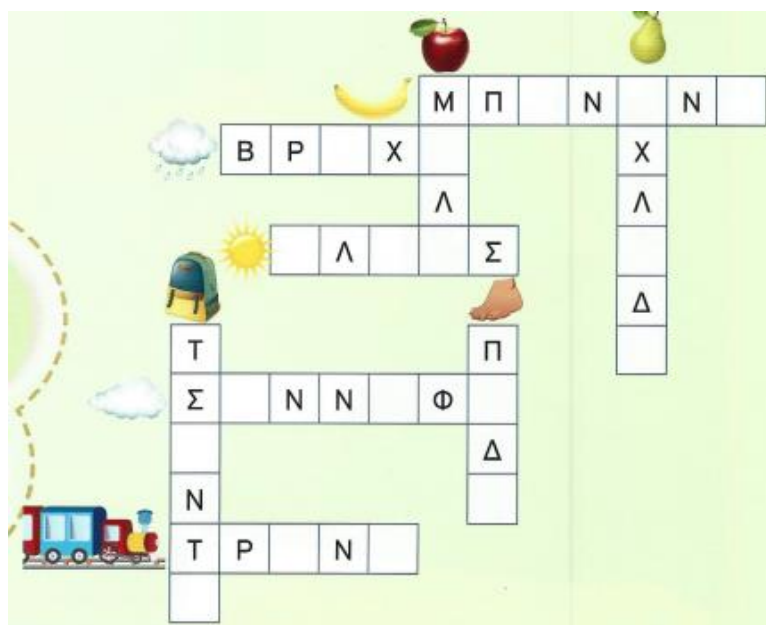 Μ Π Ν Ν
Β Ρ Χ Χ
Λ Λ
Λ Σ
Δ
Τ Π
Σ Ν Ν Φ
Δ
Ν
Τ Ρ Ν